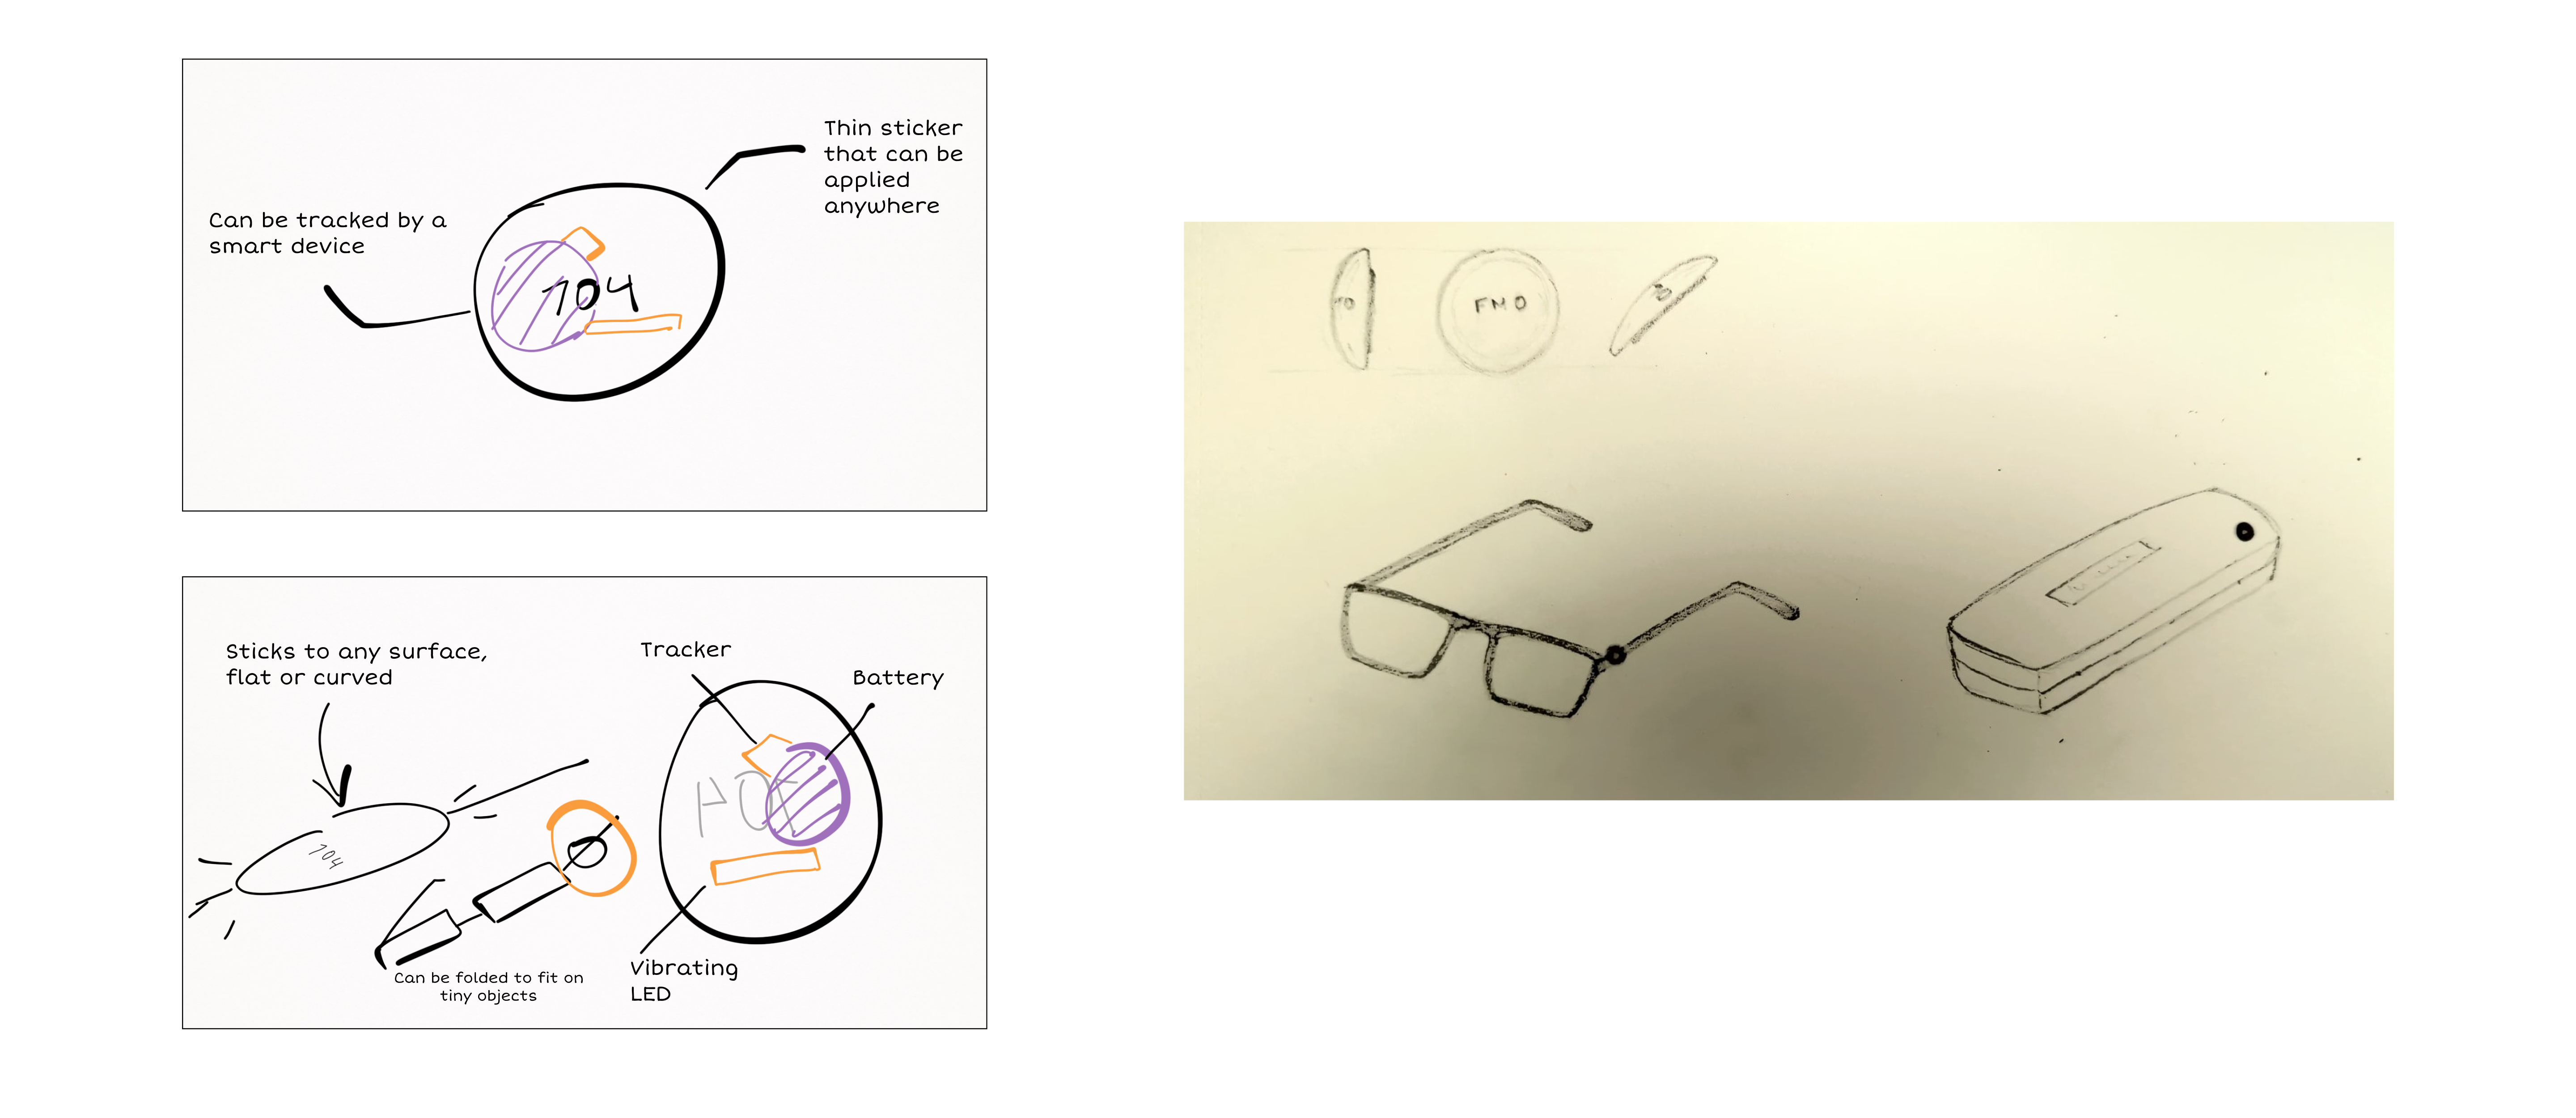 Thin sticker
that can be
applied
anywhere
Can be tracked by a
smart device
704
Sticks to any surface,
flat or curved
Tracker
Battery
704
704
Can be folded to fit on
tiny objects
Vibrating
LED
FMO